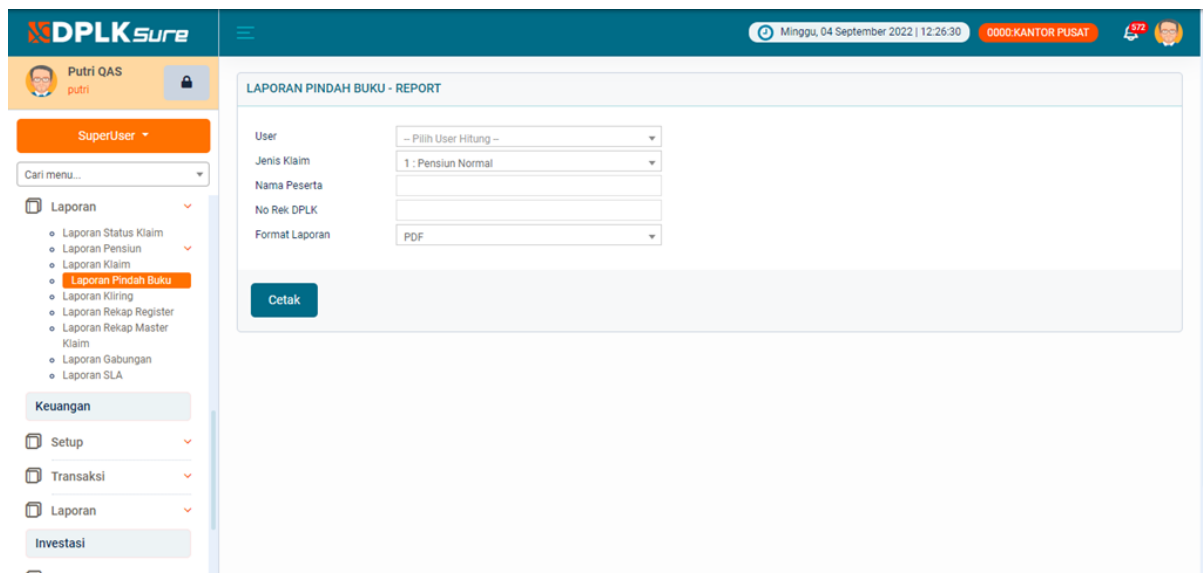 DPLKSure
Minggu, 04 September 2022 | 12:26:30
0000:KANTOR PUSAT
572
Putri QAS
putri
SuperUser
Cari menu...
Laporan
Laporan Status Klaim
Laporan Pensiun
Laporan Klaim
Laporan Pindah Buku
Laporan Kliring
Laporan Rekap Register
Laporan Rekap Master
Klaim
Laporan Gabungan
Laporan SLA
Keuangan
Setup
Transaksi
Laporan
Investasi
LAPORAN PINDAH BUKU - REPORT
User
-- Pilih User Hitung --
Jenis Klaim
1 : Pensiun Normal
Nama Peserta
No Rek DPLK
Format Laporan
PDF
Cetak